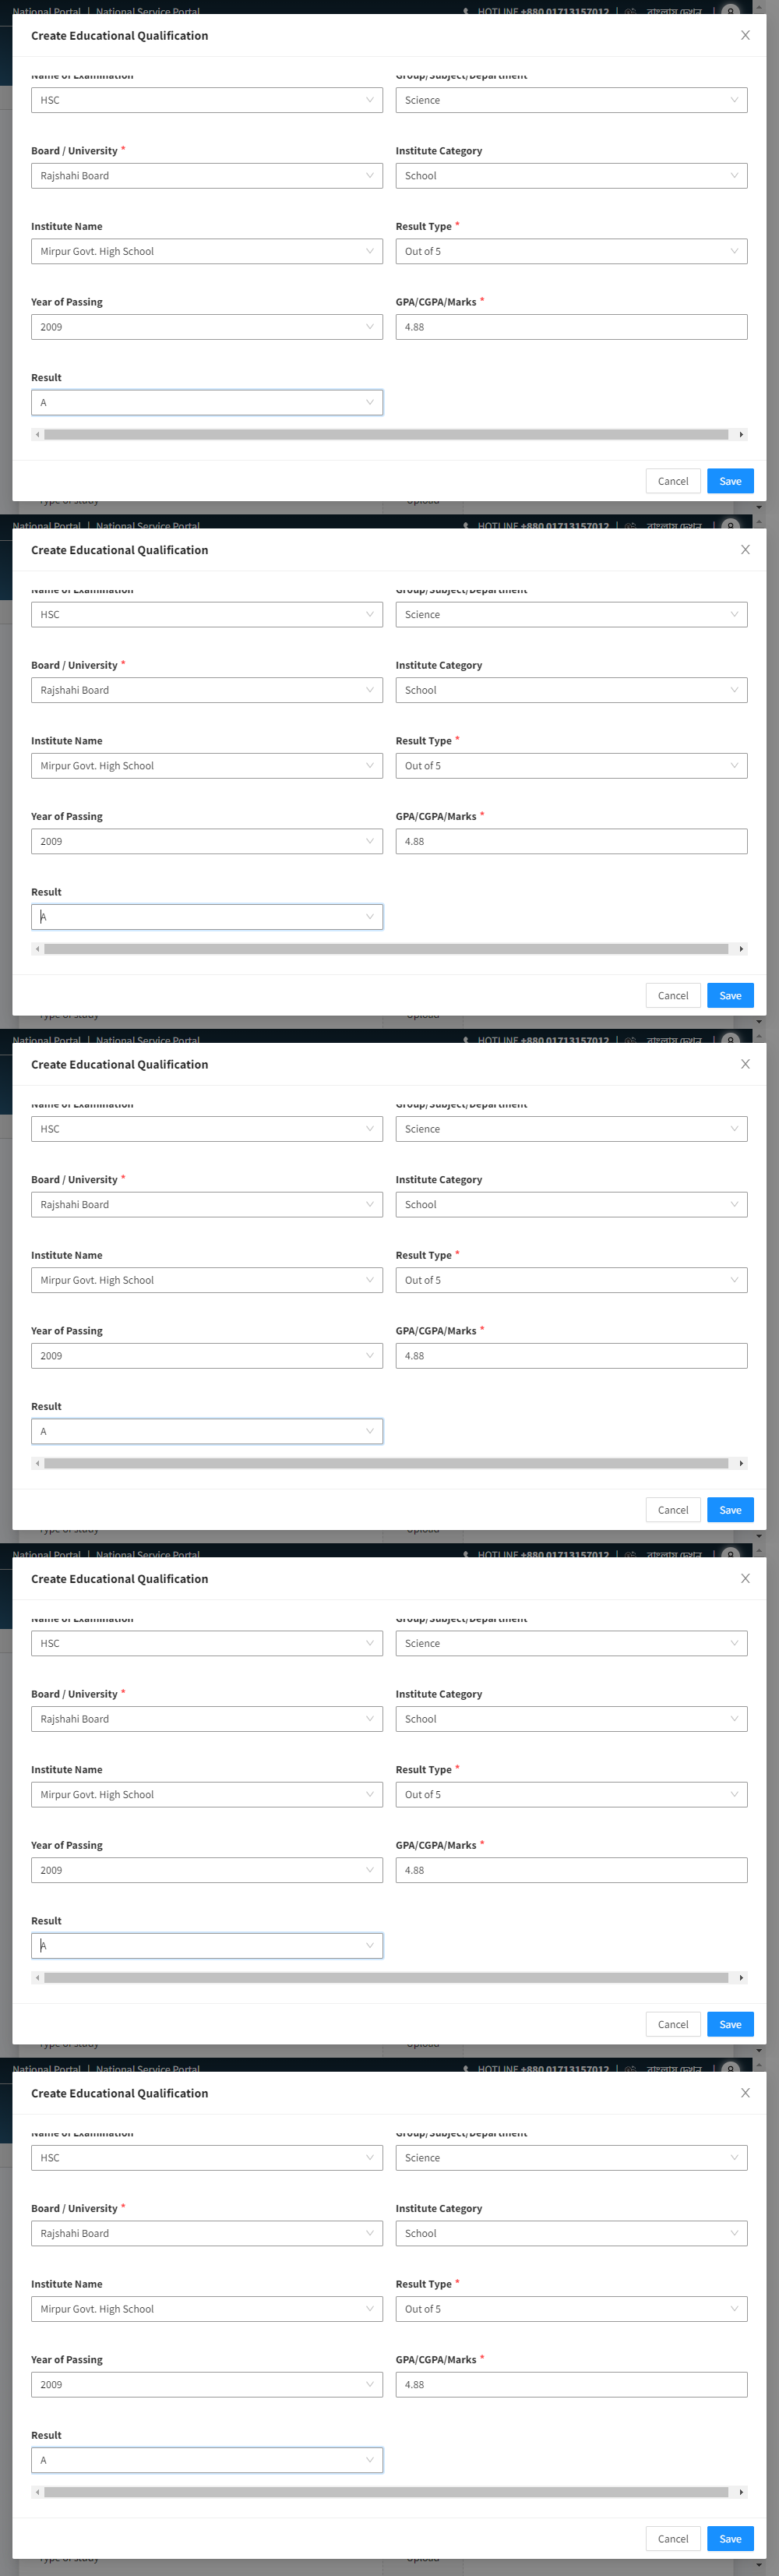 National Portal | National Service Portal HOTLINE +880 01713157012 | বাংলায় দেখুন |
Create Educational Qualification
Name of Examination Group/Subject/Department
HSC Science
Board / University * Institute Category
Rajshahi Board School
Institute Name Result Type *
Mirpur Govt. High School Out of 5
Year of Passing GPA/CGPA/Marks *
2009 4.88
Result
A
Cancel Save
Type of study Upload
National Portal | National Service Portal HOTLINE +880 01713157012 | বাংলায় দেখুন |
Create Educational Qualification
Name of Examination Group/Subject/Department
HSC Science
Board / University * Institute Category
Rajshahi Board School
Institute Name Result Type *
Mirpur Govt. High School Out of 5
Year of Passing GPA/CGPA/Marks *
2009 4.88
Result
A
Cancel Save
Type of study Upload
National Portal | National Service Portal HOTLINE +880 01713157012 | বাংলায় দেখুন |
Create Educational Qualification
Name of Examination Group/Subject/Department
HSC Science
Board / University * Institute Category
Rajshahi Board School
Institute Name Result Type *
Mirpur Govt. High School Out of 5
Year of Passing GPA/CGPA/Marks *
2009 4.88
Result
A
Cancel Save
Type of study Upload
National Portal | National Service Portal HOTLINE +880 01713157012 | বাংলায় দেখুন |
Create Educational Qualification
Name of Examination Group/Subject/Department
HSC Science
Board / University * Institute Category
Rajshahi Board School
Institute Name Result Type *
Mirpur Govt. High School Out of 5
Year of Passing GPA/CGPA/Marks *
2009 4.88
Result
A
Cancel Save
Type of study Upload
National Portal | National Service Portal HOTLINE +880 01713157012 | বাংলায় দেখুন |
Create Educational Qualification
Name of Examination Group/Subject/Department
HSC Science
Board / University * Institute Category
Rajshahi Board School
Institute Name Result Type *
Mirpur Govt. High School Out of 5
Year of Passing GPA/CGPA/Marks *
2009 4.88
Result
A
Cancel Save
Type of study Upload